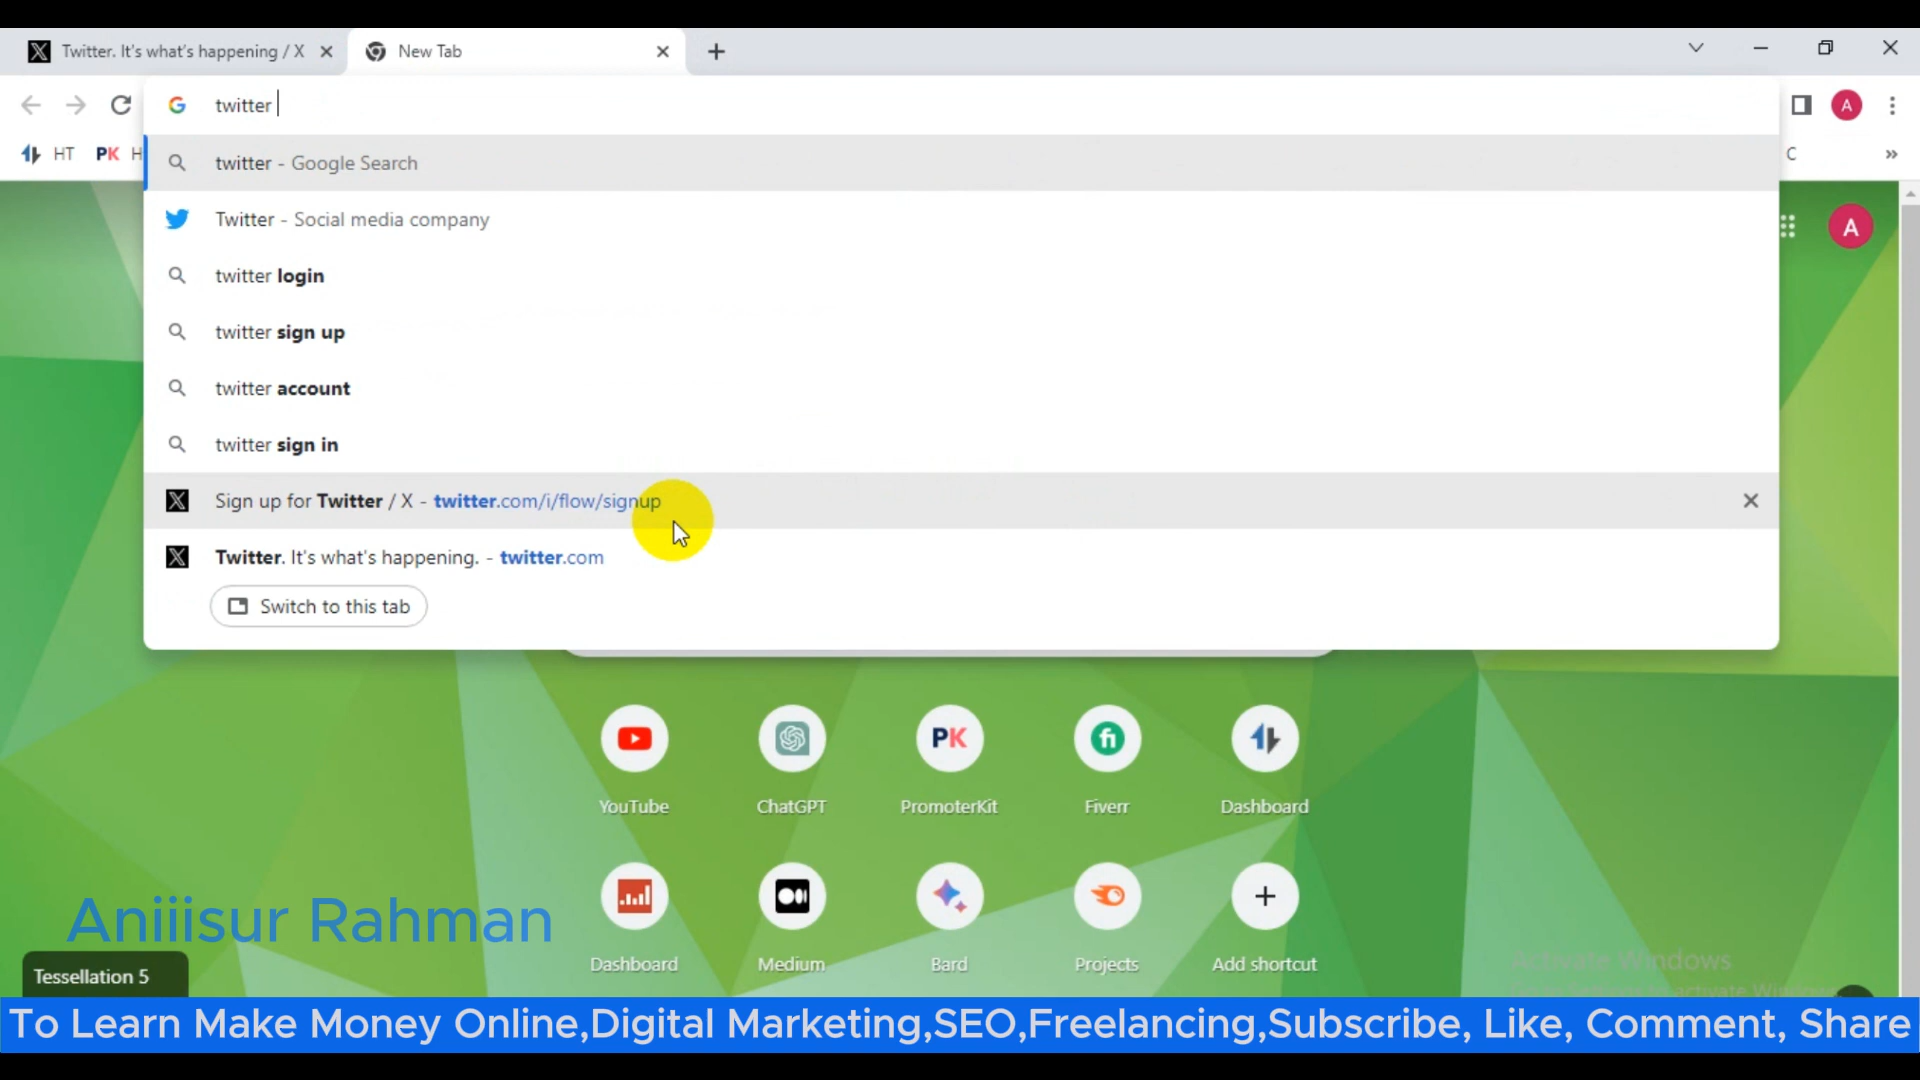 Twitter. It's what's happening / X
New Tab
twitter
A
HT
PK H
C
twitter - Google Search
Twitter - Social media company
twitter login
twitter sign up
twitter account
twitter sign in
Sign up for Twitter / X - twitter.com/i/flow/signup
Twitter. It's what's happening. - twitter.com
Switch to this tab
A
PK
fi
YouTube
ChatGPT
PromoterKit
Fiverr
Dashboard
Dashboard
Medium
Bard
Projects
Add shortcut
Aniiisur Rahman
Tessellation 5
Activate Windows
To Learn Make Money Online,Digital Marketing,SEO,Freelancing,Subscribe, Like, Comment, Share